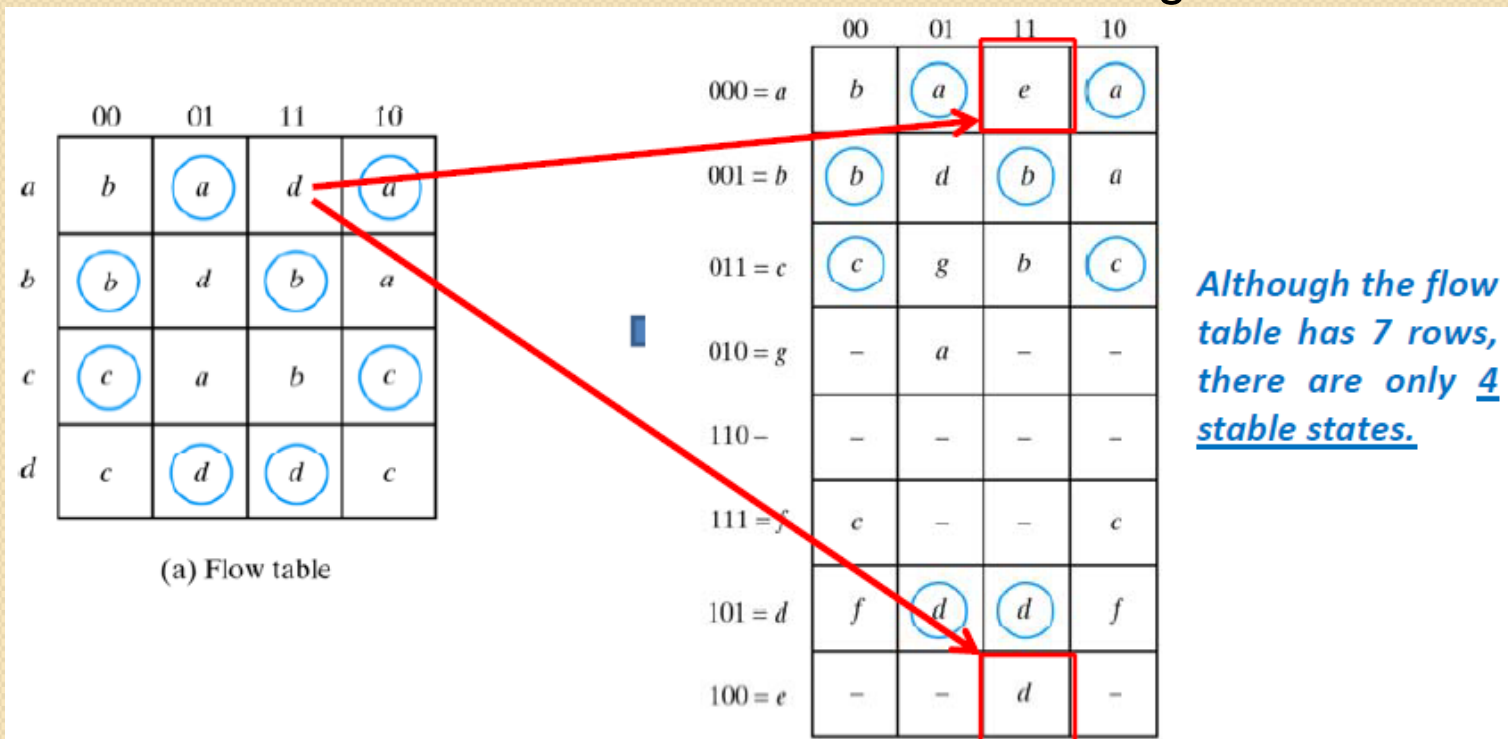 g
00 01 11 10
a b a d a
b b d b a
c c a b c
d c d d c
(a) Flow table
00 01 11 10
000 = a b a e a
001 = b b d b a
011 = c c g b c
010 = g – a – –
110 – – – – –
111 = f c – – c
101 = d f d d f
100 = e – – d –
Although the flow
table has 7 rows,
there are only 4
stable states.